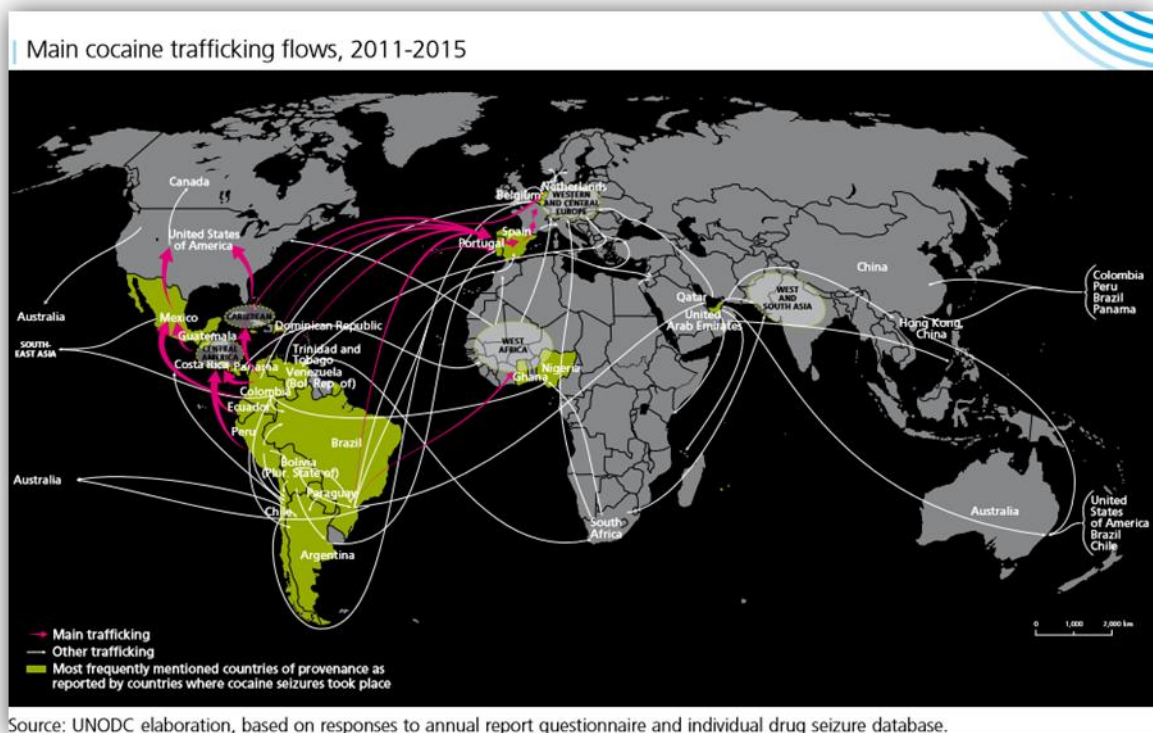 Main cocaine trafficking flows, 2011-2015
Canada
United States
of America
Australia
SOUTH-
EAST ASIA
Mexico
CARIBBEAN
Dominican Republic
Guatemala
CENTRAL
AMERICA
Costa Rica
Panama
Trinidad and
Tobago
Venezuela
(Bol. Rep. of)
Colombia
Ecuador
Peru
Brazil
Bolivia
(Plur. State of)
Paraguay
Chile
Argentina
Australia
Netherlands
Belgium
WESTERN
AND CENTRAL
EUROPE
Spain
Portugal
WEST
AFRICA
Ghana
Nigeria
South
Africa
Qatar
United
Arab Emirates
WEST
AND SOUTH
ASIA
China
Hong Kong,
China
Colombia
Peru
Brazil
Panama
Australia
United
States
of America
Brazil
Chile
Main trafficking
Other trafficking
Most frequently mentioned countries of provenance as
reported by countries where cocaine seizures took place
0 1,000 2,000 km
Source: UNODC elaboration, based on responses to annual report questionnaire and individual drug seizure database.